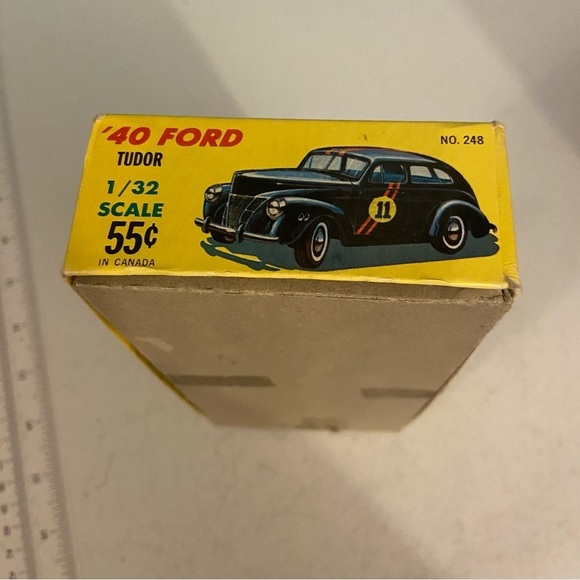 '40 FORD
TUDOR
1/32
SCALE
55¢
IN CANADA
NO. 248
11